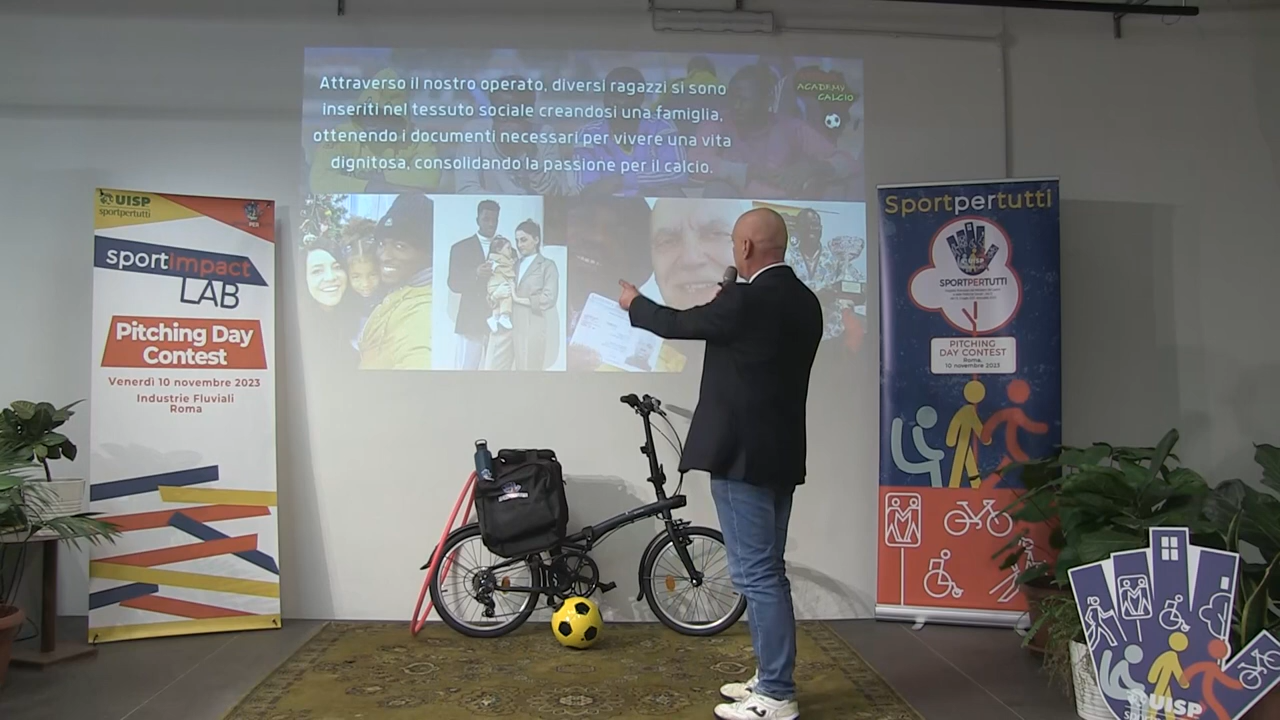 Attraverso il nostro operato, diversi ragazzi si sono
inseriti nel tessuto sociale creandosi una famiglia,
ottenendo i documenti necessari per vivere una vita
dignitosa, consolidando la passione per il calcio.
ACADEMY
CALCIO
UISP
sportpertutti
PER
sportimpact
LAB
Pitching Day
Contest
Venerdì 10 novembre 2023
Industrie Fluviali
Roma
Sportpertutti
UISP
SPORTPERTUTTI
PITCHING
DAY CONTEST
Roma,
10 novembre 2023
UISP